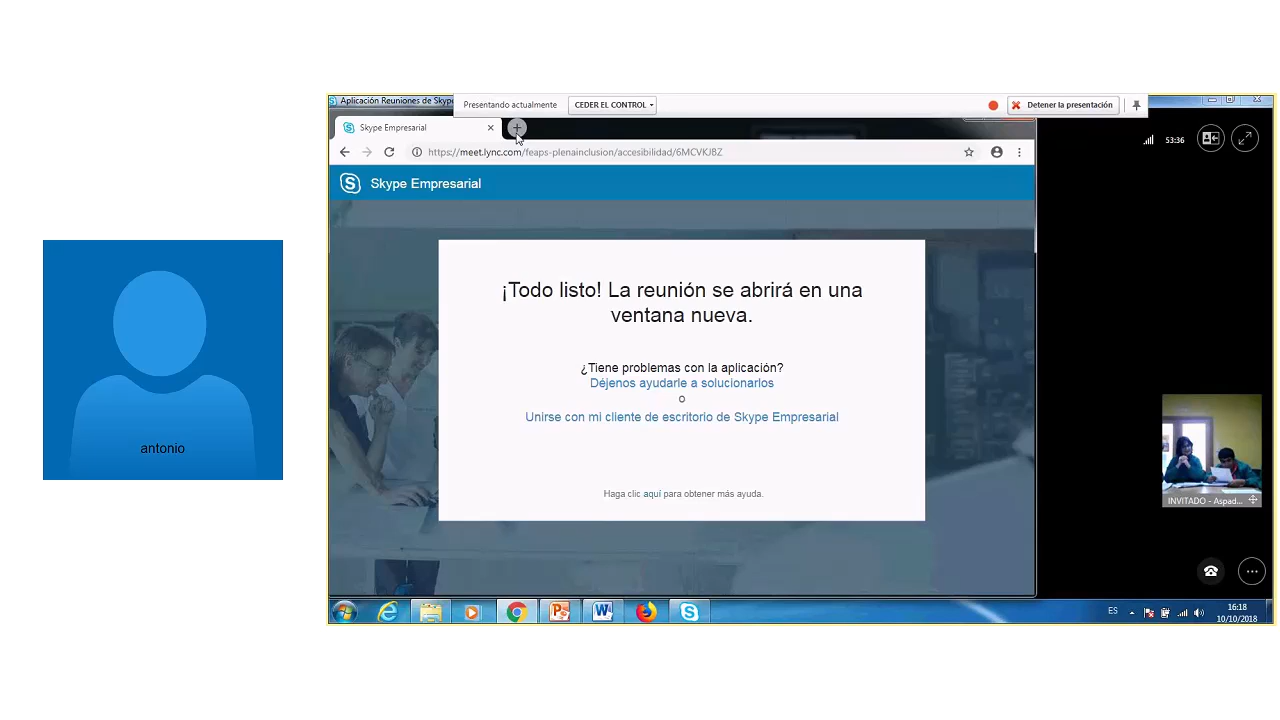 antonio
Aplicación Reuniones de Skype
Presentando actualmente
CEDER EL CONTROL
Detener la presentación
Skype Empresarial
https://meet.lync.com/feaps-plenainclusion/accesibilidad/6MCVKJ8Z
53:36
Skype Empresarial
¡Todo listo! La reunión se abrirá en una
ventana nueva.
¿Tiene problemas con la aplicación?
Déjenos ayudarle a solucionarlos
o
Unirse con mi cliente de escritorio de Skype Empresarial
Haga clic aquí para obtener más ayuda.
INVITADO - Aspad...
ES
16:18
10/10/2018